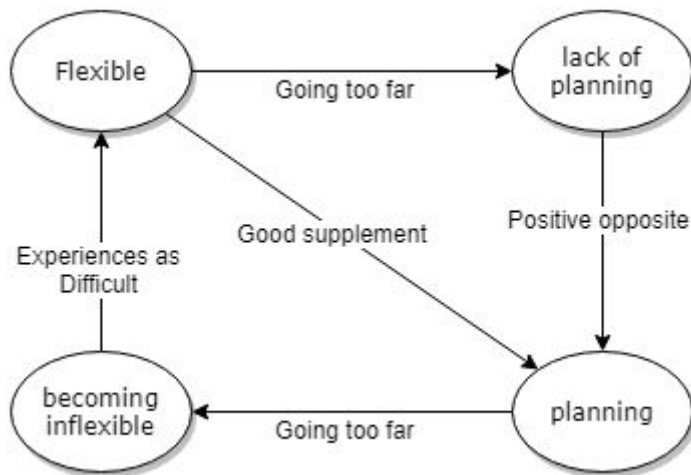 Flexible
lack of
planning
Going too far
Good supplement
Positive opposite
Experiences as
Difficult
becoming
inflexible
Going too far
planning